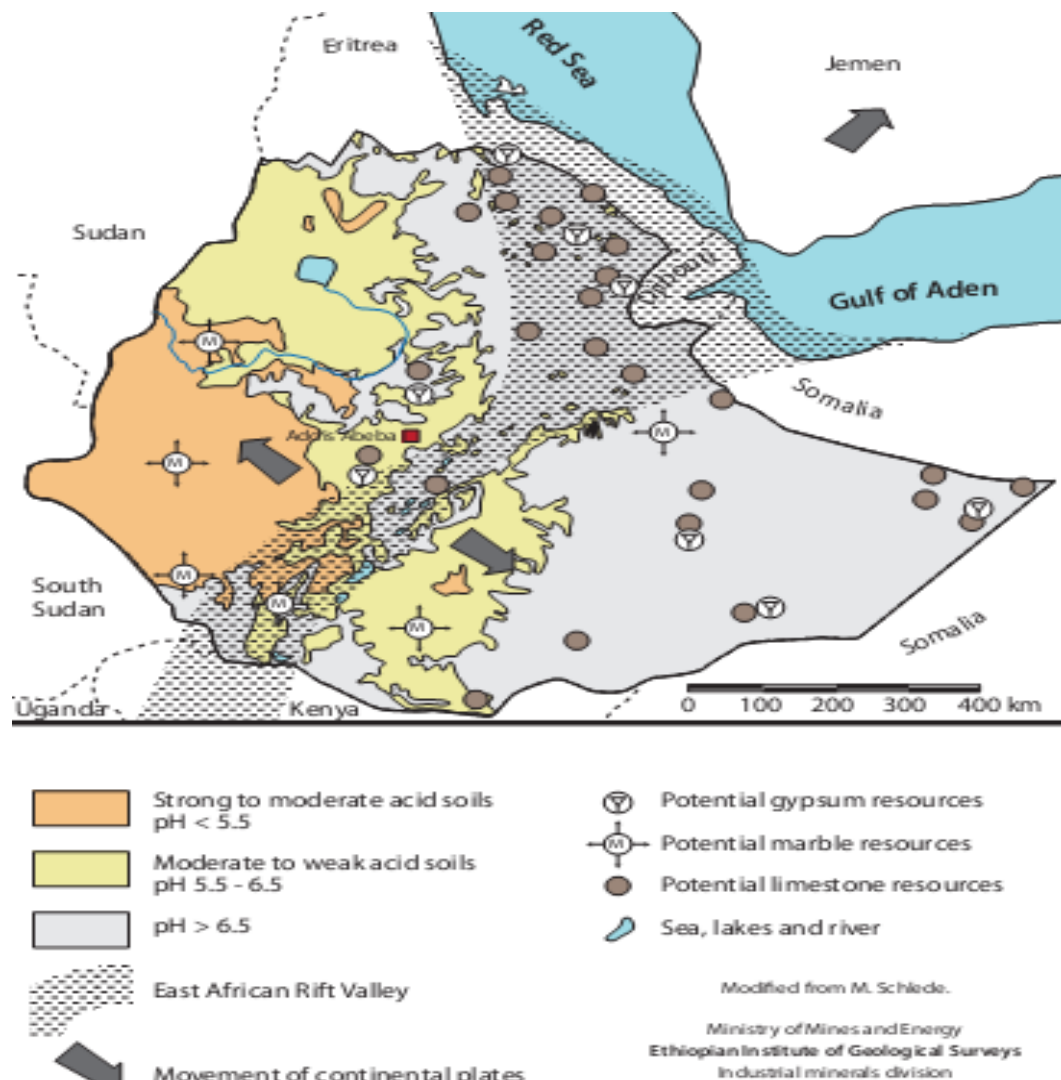 Eritrea
Red Sea
Jemen
Sudan
Djibouti
Gulf of Aden
Somalia
Addis Abeba
M
M
M
M
M
M
South
Sudan
Somalia
Uganda
Kenya
0 100 200 300 400 km
Strong to moderate acid soils
pH < 5.5
Moderate to weak acid soils
pH 5.5 - 6.5
pH > 6.5
East African Rift Valley
Movement of continental plates
Potential gypsum resources
M Potential marble resources
Potential limestone resources
Sea, lakes and river
Modified from M. Schlede.
Ministry of Mines and Energy
Ethiopian Institute of Geological Surveys
Industrial minerals division